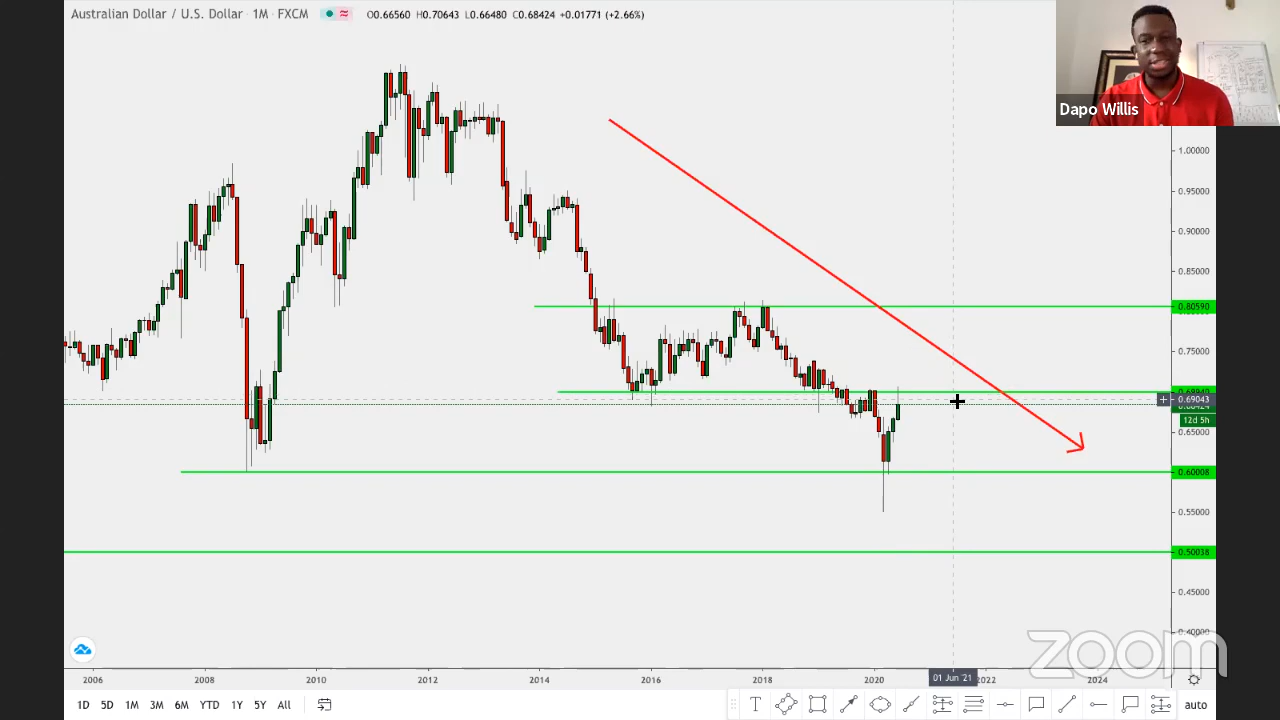 Australian Dollar / U.S. Dollar · 1M · FXCM O0.66560 H0.70643 L0.66480 C0.68424 +0.01771 (+2.66%)
Dapo Willis
1.00000
0.95000
0.90000
0.85000
0.80590
0.75000
0.69043
12d 5h
0.65000
0.60008
0.55000
0.50038
0.45000
0.40000
zoom
2006 2008 2010 2012 2014 2016 2018 2020 01 Jun '21 2022 2024
1D 5D 1M 3M 6M YTD 1Y 5Y All T auto